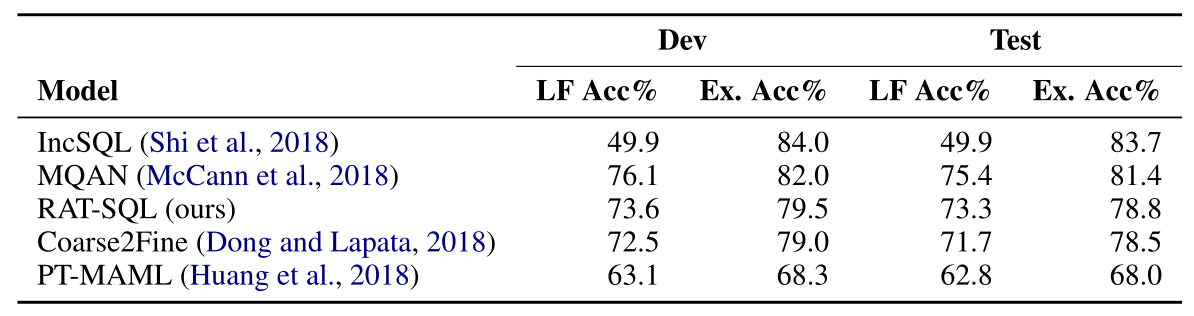 Dev Test
Model LF Acc% Ex. Acc% LF Acc% Ex. Acc%
IncSQL (Shi et al., 2018) 49.9 84.0 49.9 83.7
MQAN (McCann et al., 2018) 76.1 82.0 75.4 81.4
RAT-SQL (ours) 73.6 79.5 73.3 78.8
Coarse2Fine (Dong and Lapata, 2018) 72.5 79.0 71.7 78.5
PT-MAML (Huang et al., 2018) 63.1 68.3 62.8 68.0